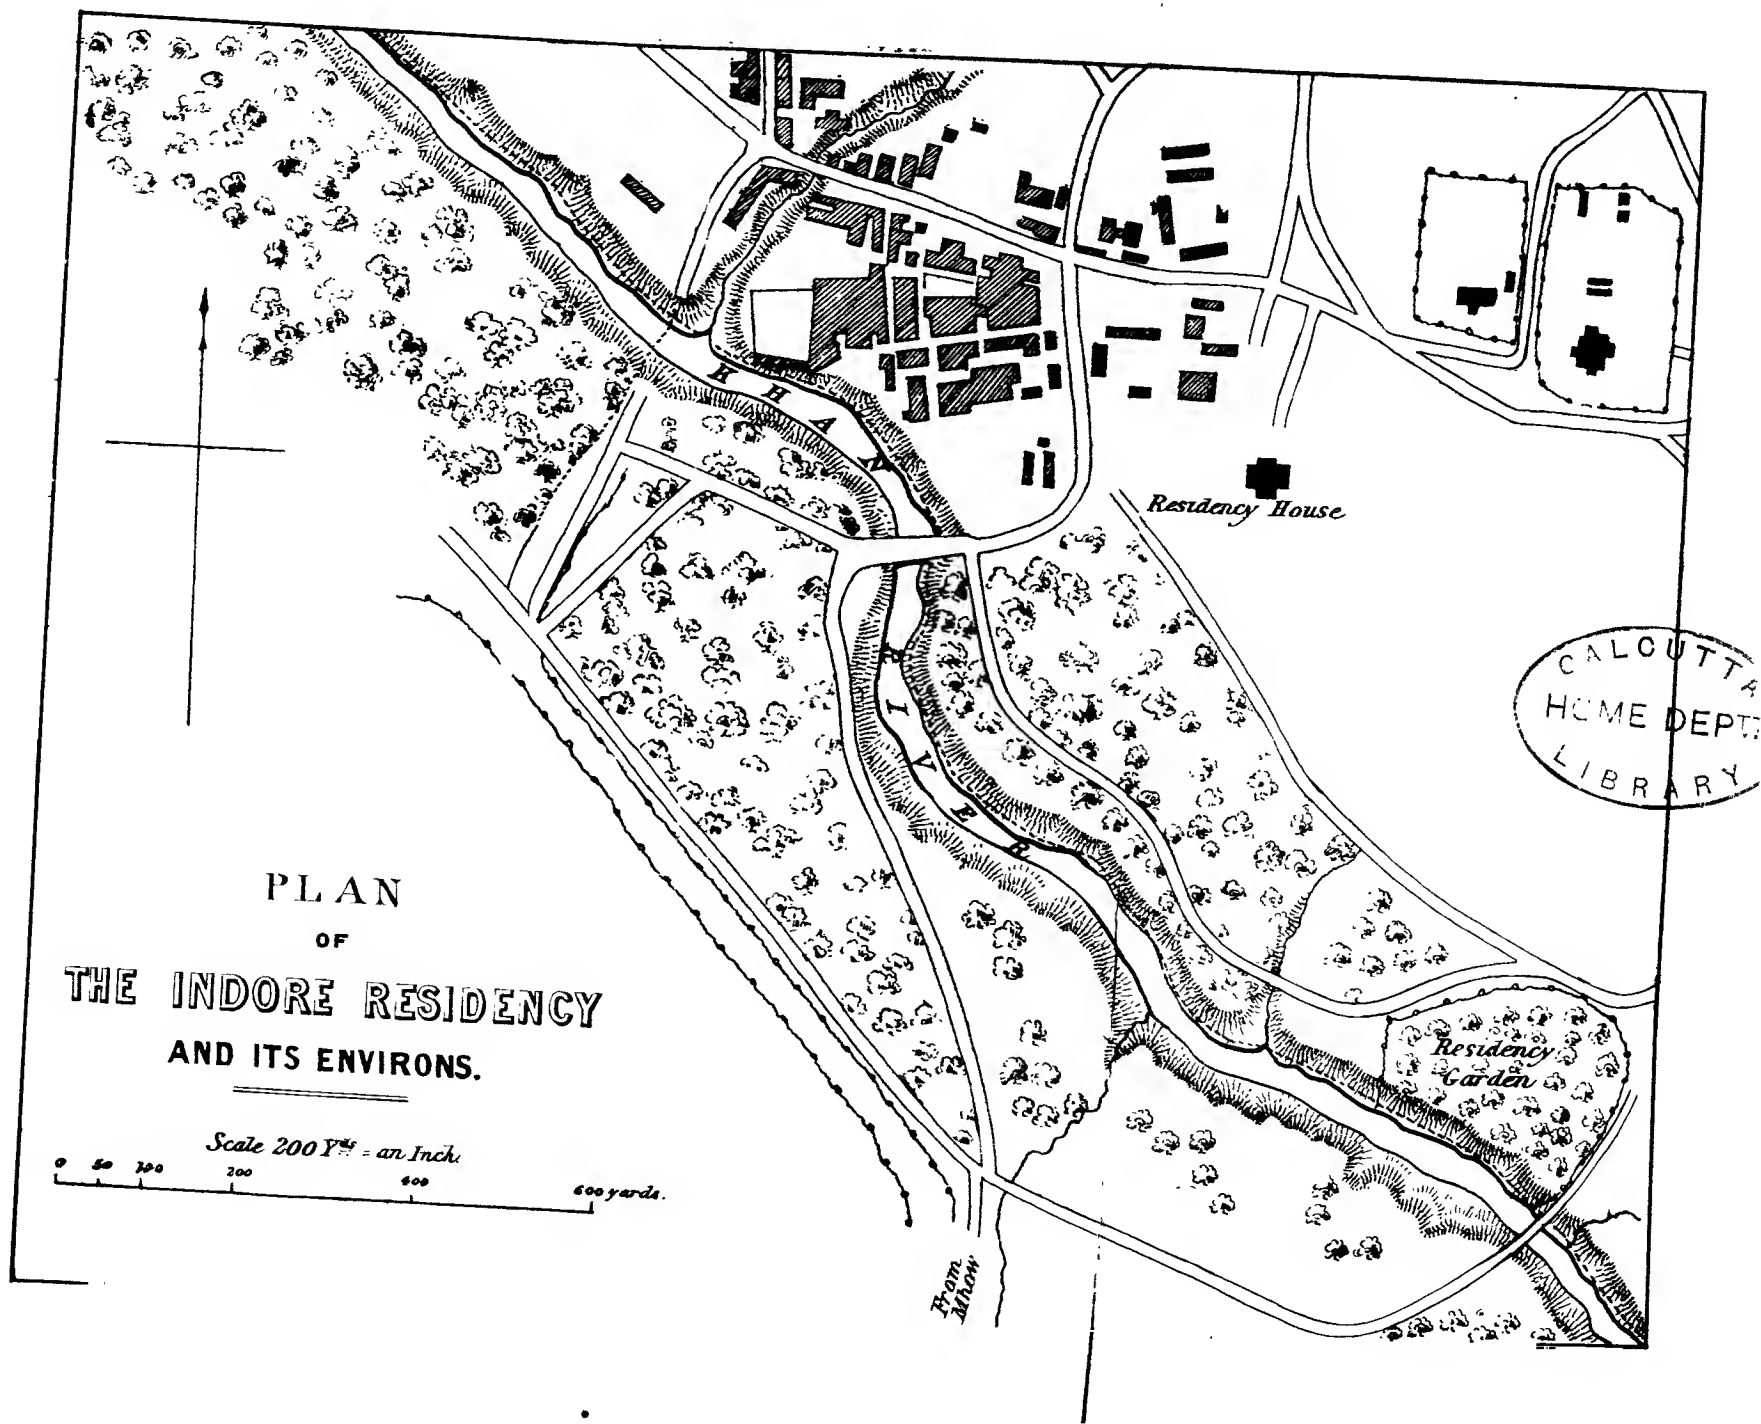 KHAN
RIVER
Residency House
CALCUTTA
HOME DEPT.
LIBRARY
PLAN
OF
THE INDORE RESIDENCY
AND ITS ENVIRONS.
Scale 200 Yds = an Inch.
0 50 100 200 400 600 yards.
Residency
Garden
From
Mhow